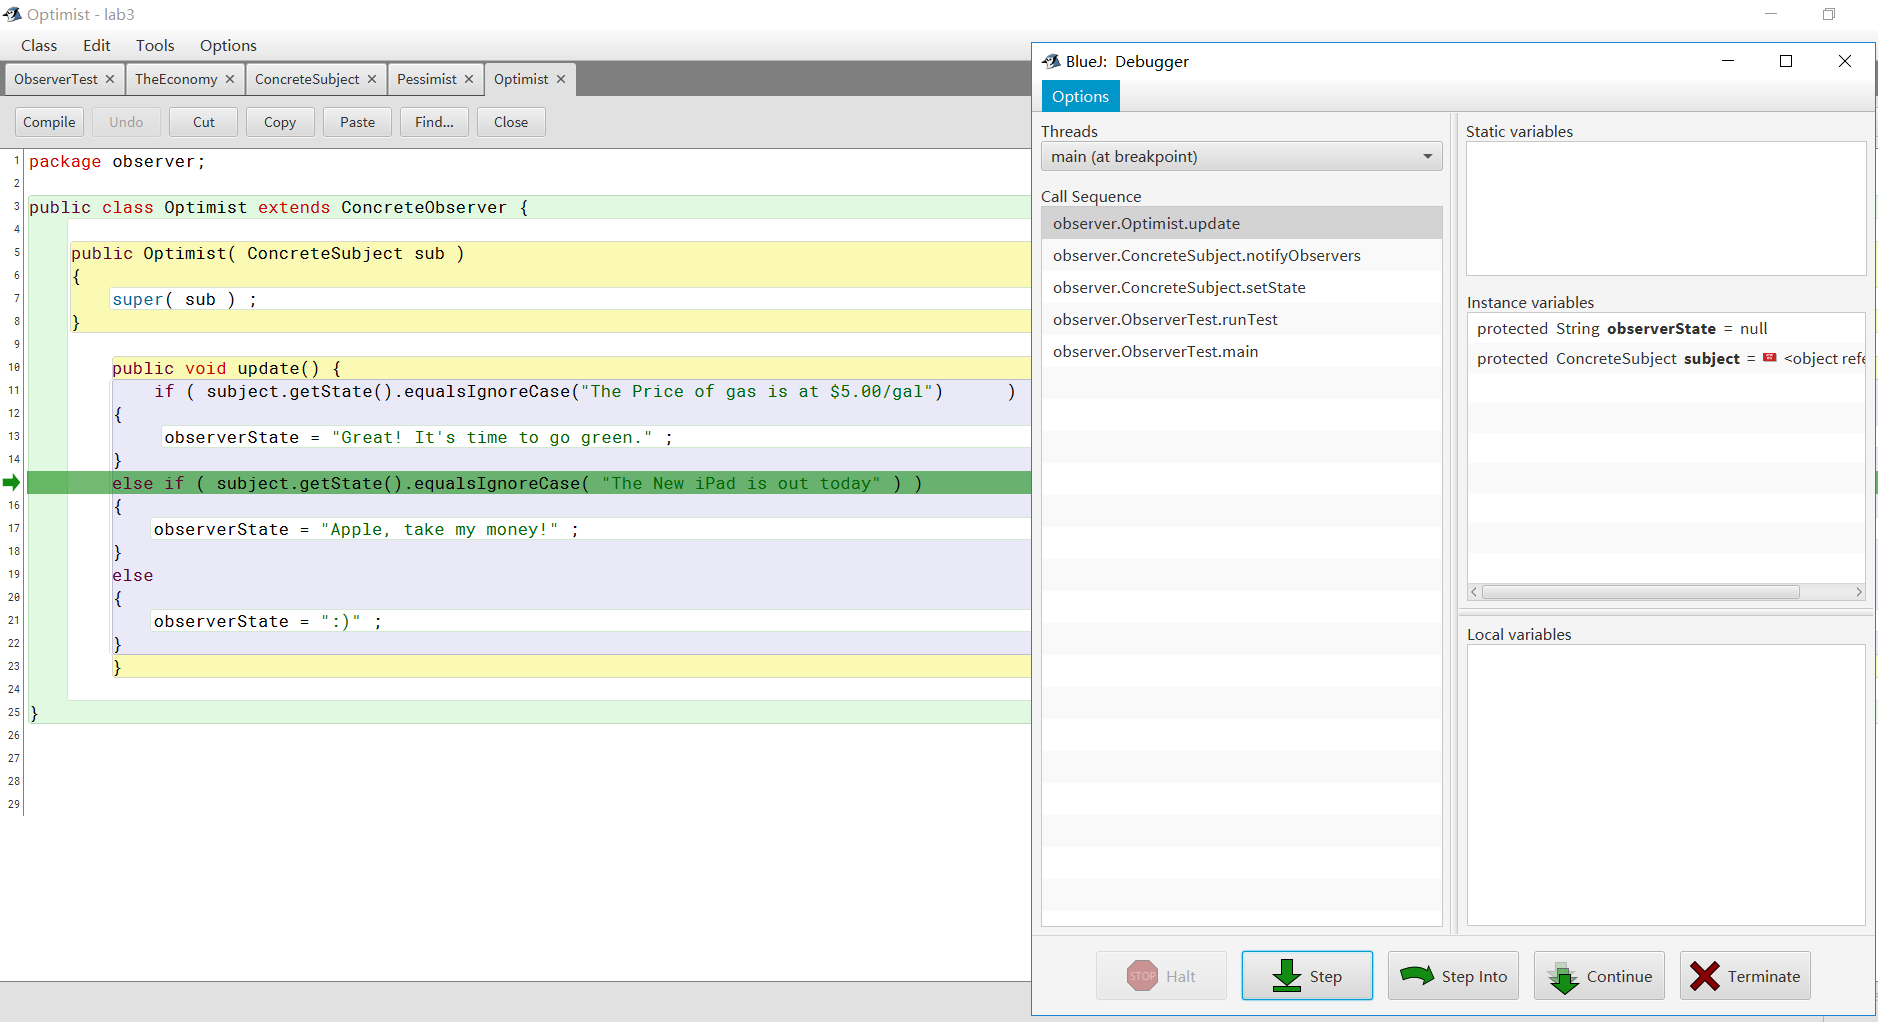 Optimist - lab3
Class Edit Tools Options
ObserverTest × TheEconomy × ConcreteSubject × Pessimist × Optimist ×
Compile Undo Cut Copy Paste Find... Close
1 package observer;
2
3 public class Optimist extends ConcreteObserver {
4
5 public Optimist( ConcreteSubject sub )
6 {
7 super( sub ) ;
8 }
9
10 public void update() {
11 if ( subject.getState().equalsIgnoreCase("The Price of gas is at $5.00/gal") )
12 {
13 observerState = "Great! It's time to go green." ;
14 }
else if ( subject.getState().equalsIgnoreCase( "The New iPad is out today" ) )
16 {
17 observerState = "Apple, take my money!" ;
18 }
19 else
20 {
21 observerState = ":)" ;
22 }
23 }
24
25 }
26
27
28
29
BlueJ: Debugger
Options
Threads
main (at breakpoint)
Call Sequence
observer.Optimist.update
observer.ConcreteSubject.notifyObservers
observer.ConcreteSubject.setState
observer.ObserverTest.runTest
observer.ObserverTest.main
Static variables
Instance variables
protected String observerState = null
protected ConcreteSubject subject = <object refe
Local variables
STOP Halt
Step
Step Into
Continue
Terminate